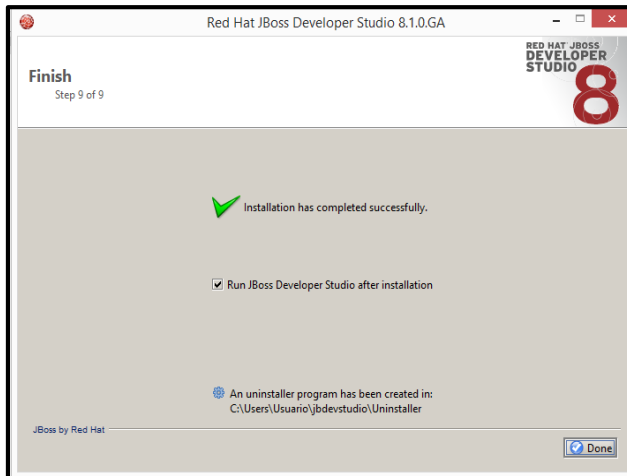 Red Hat JBoss Developer Studio 8.1.0.GA
RED HAT JBOSS
DEVELOPER
STUDIO
8
Finish
Step 9 of 9
Installation has completed successfully.
Run JBoss Developer Studio after installation
An uninstaller program has been created in:
C:\Users\Usuario\jbdevstudio\Uninstaller
JBoss by Red Hat
Done